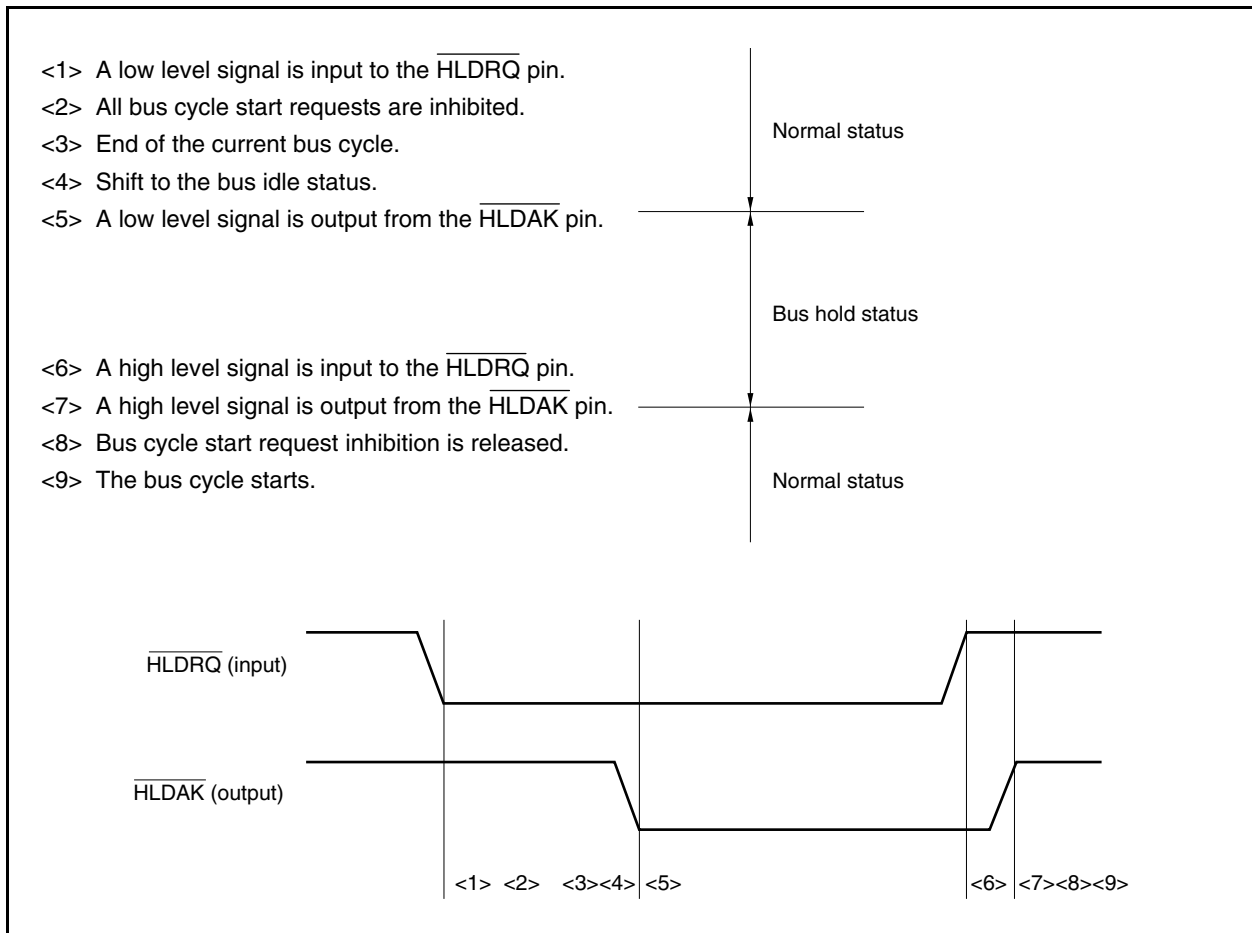 <1> A low level signal is input to the HLDRQ pin.
<2> All bus cycle start requests are inhibited.
<3> End of the current bus cycle.
<4> Shift to the bus idle status.
<5> A low level signal is output from the HLDAK pin.
Normal status
Bus hold status
<6> A high level signal is input to the HLDRQ pin.
<7> A high level signal is output from the HLDAK pin.
<8> Bus cycle start request inhibition is released.
<9> The bus cycle starts.
Normal status
HLDRQ (input)
HLDAK (output)
<1> <2> <3><4> <5> <6> <7><8><9>